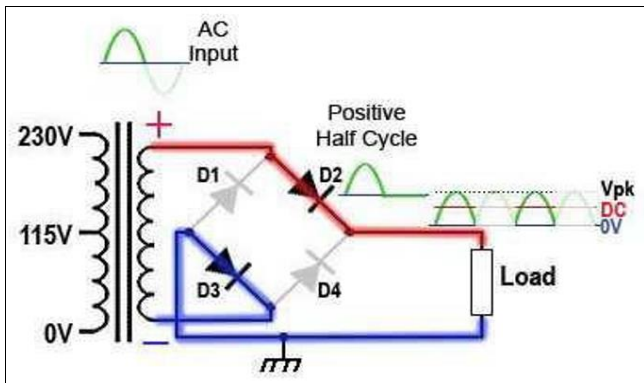 AC
Input
+
Positive
Half Cycle
230V
D1
D2
Vpk
DC
0V
115V
D3
D4
Load
0V
−